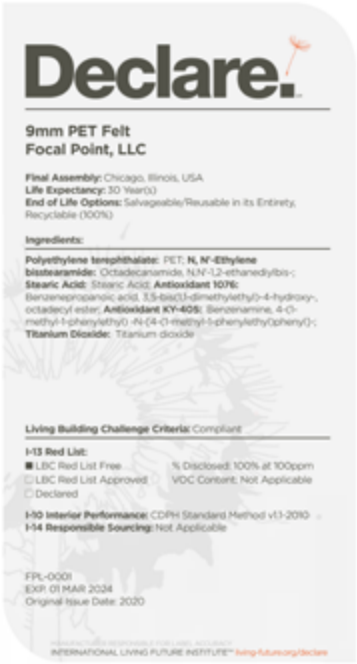 Declare.
9mm PET Felt
Focal Point, LLC
Final Assembly: Chicago, Illinois, USA
Life Expectancy: 30 Year(s)
End of Life Options: Salvageable/Reusable in its Entirety,
Recyclable (100%)
Ingredients:
Polyethylene terephthalate: PET; N, N'-Ethylene
bisstearamide: Octadecanamide, N,N'-1,2-ethanediylbis-;
Stearic Acid: Stearic Acid; Antioxidant 1076:
Benzenepropanoic acid, 3,5-bis(1,1-dimethylethyl)-4-hydroxy-,
octadecyl ester; Antioxidant KY-405: Benzenamine, 4-(1-
methyl-1-phenylethyl) -N-[4-(1-methyl-1-phenylethyl)phenyl]-;
Titanium Dioxide: Titanium dioxide
Living Building Challenge Criteria: Compliant
I-13 Red List:
LBC Red List Free % Disclosed: 100% at 100ppm
LBC Red List Approved VOC Content: Not Applicable
Declared
I-10 Interior Performance: CDPH Standard Method v1.1-2010
I-14 Responsible Sourcing: Not Applicable
FPL-0001
EXP. 01 MAR 2024
Original Issue Date: 2020
MANUFACTURER RESPONSIBLE FOR LABEL ACCURACY
INTERNATIONAL LIVING FUTURE INSTITUTE™ living-future.org/declare